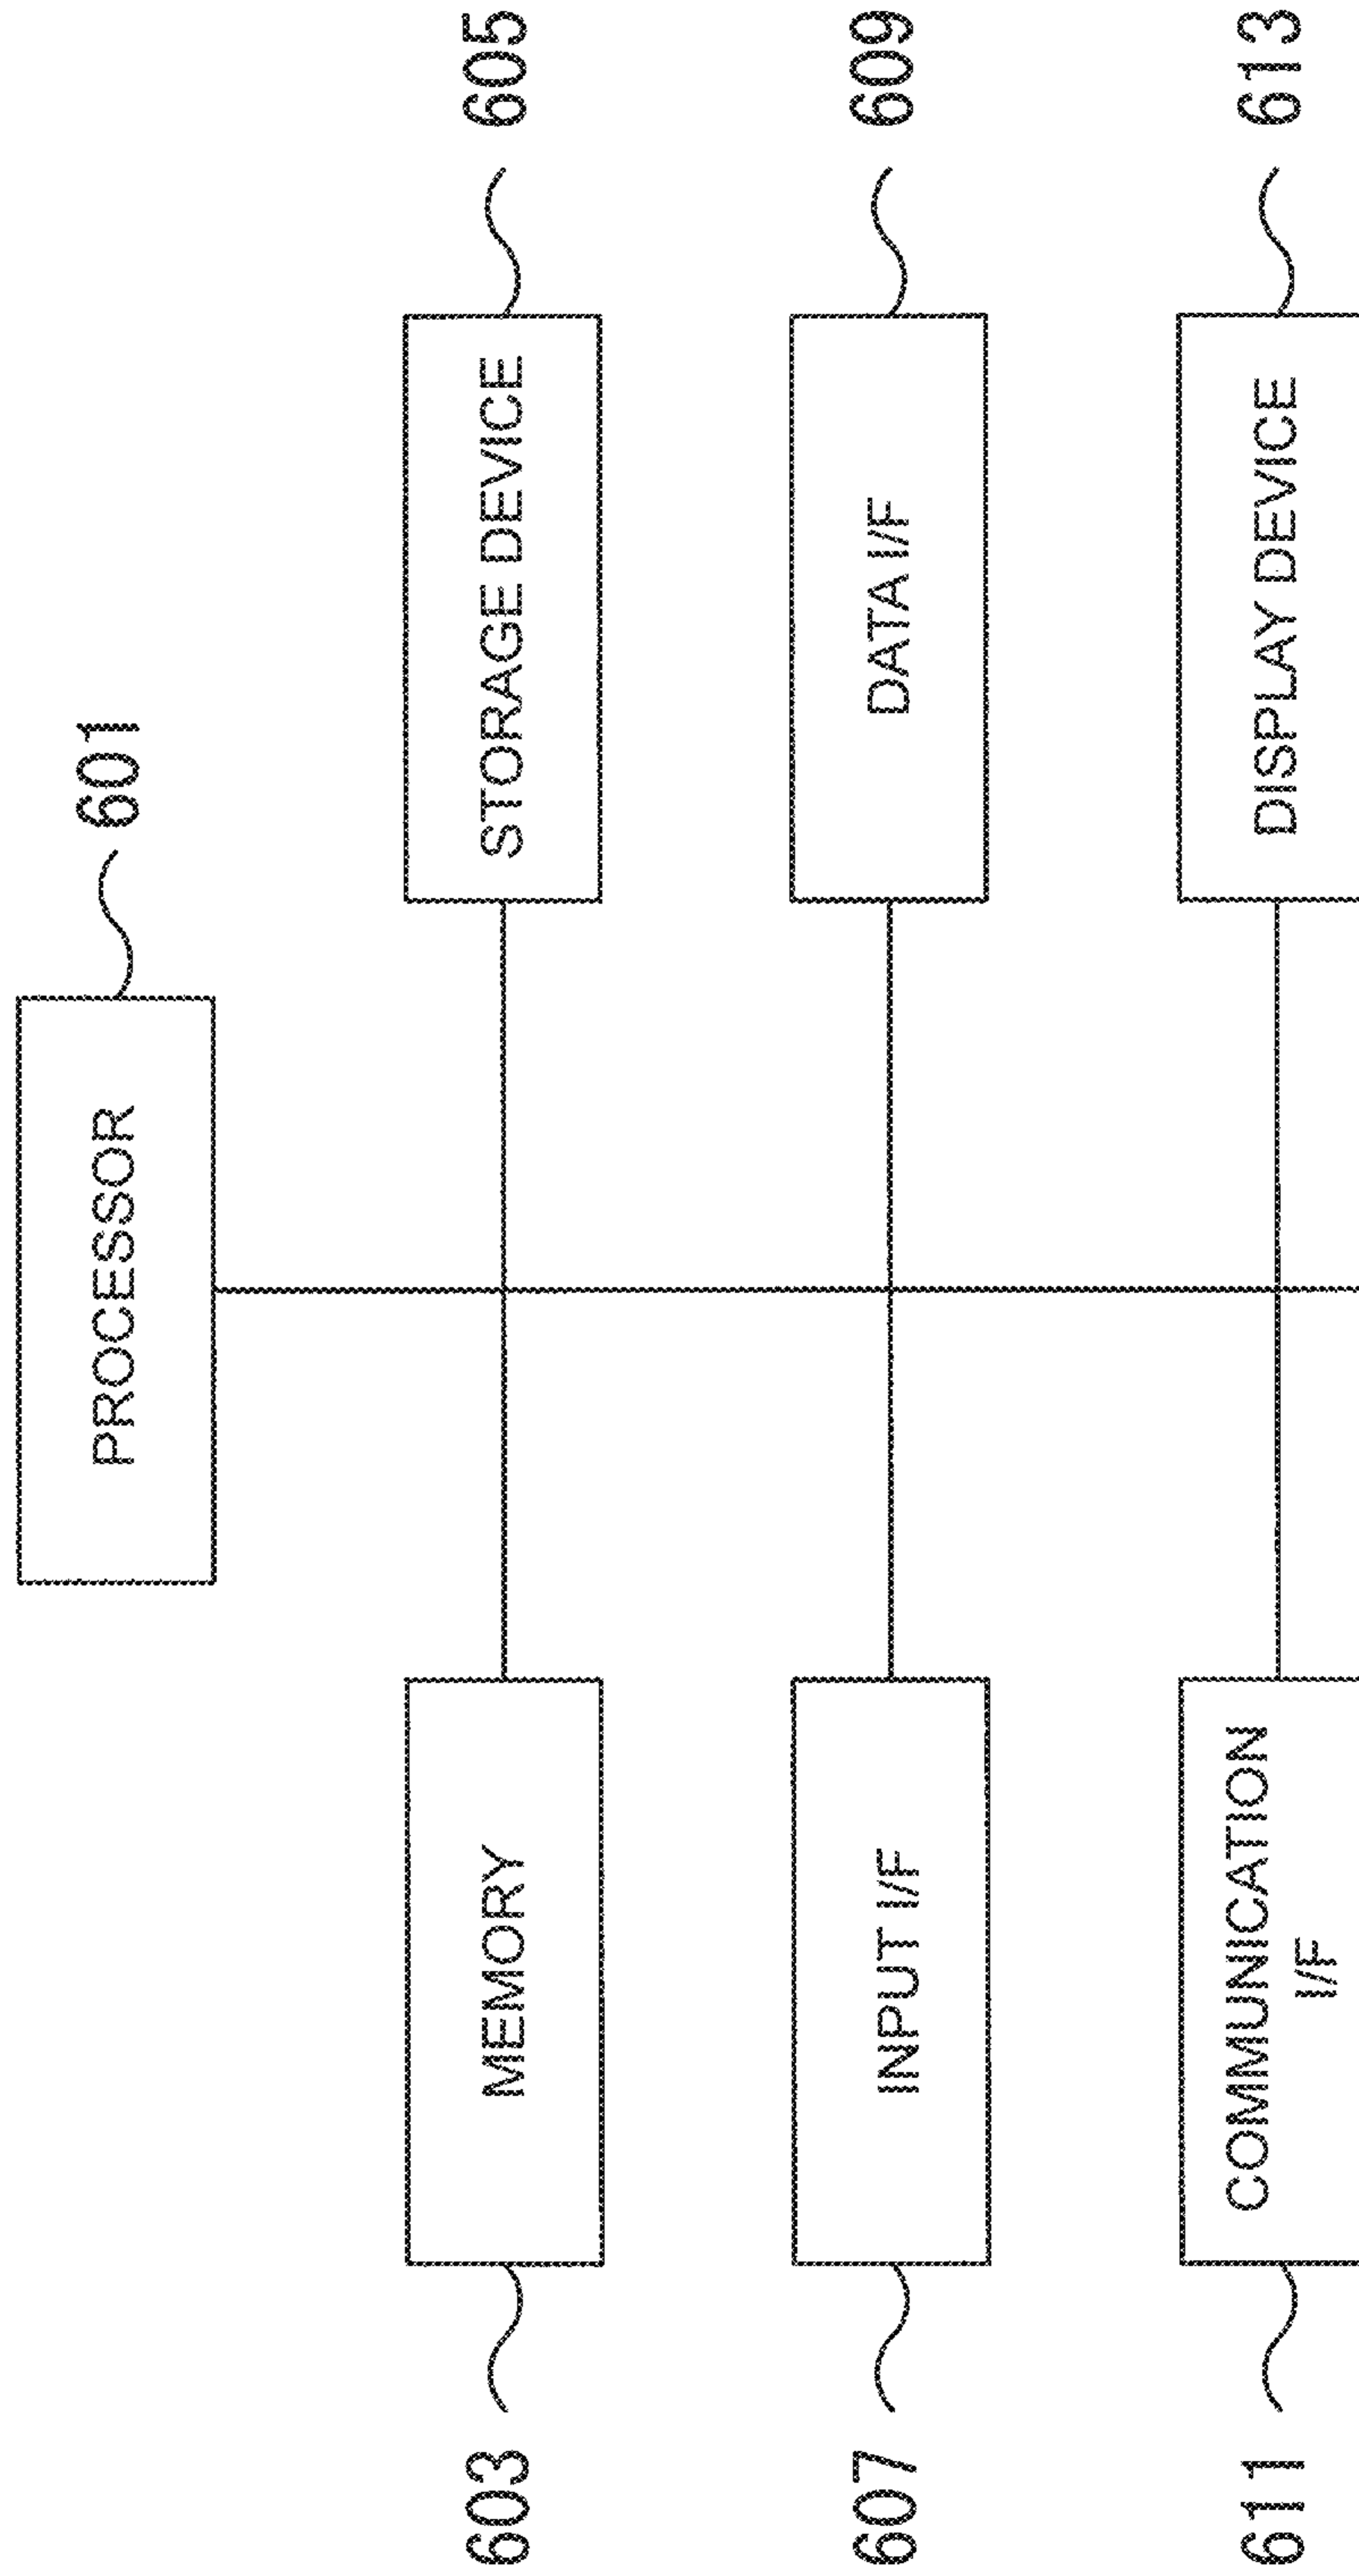 601
PROCESSOR
603
MEMORY
STORAGE DEVICE
605
607
INPUT I/F
DATA I/F
609
611
COMMUNICATION
I/F
DISPLAY DEVICE
613